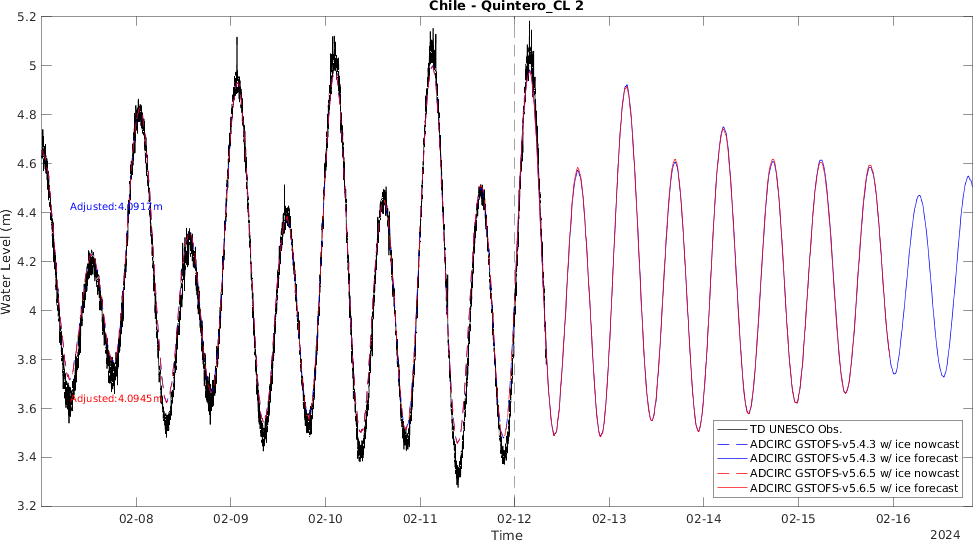 Chile - Quintero_CL 2
5.2
5
4.8
4.6
4.4
4.2
4
3.8
3.6
3.4
3.2
Water Level (m)
Adjusted:4.0917m
Adjusted:4.0945m
TD UNESCO Obs.
ADCIRC GSTOFS-v5.4.3 w/ ice nowcast
ADCIRC GSTOFS-v5.4.3 w/ ice forecast
ADCIRC GSTOFS-v5.6.5 w/ ice nowcast
ADCIRC GSTOFS-v5.6.5 w/ ice forecast
02-08 02-09 02-10 02-11 02-12 02-13 02-14 02-15 02-16
Time
2024